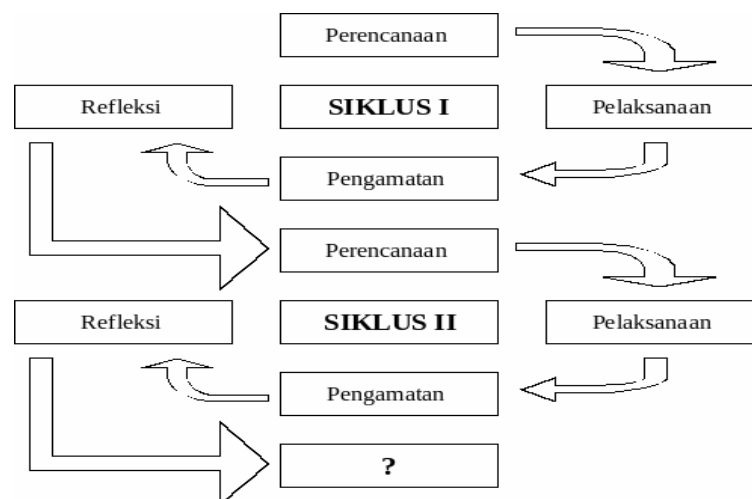 Perencanaan
Refleksi
SIKLUS I
Pelaksanaan
Pengamatan
Perencanaan
Refleksi
SIKLUS II
Pelaksanaan
Pengamatan
?